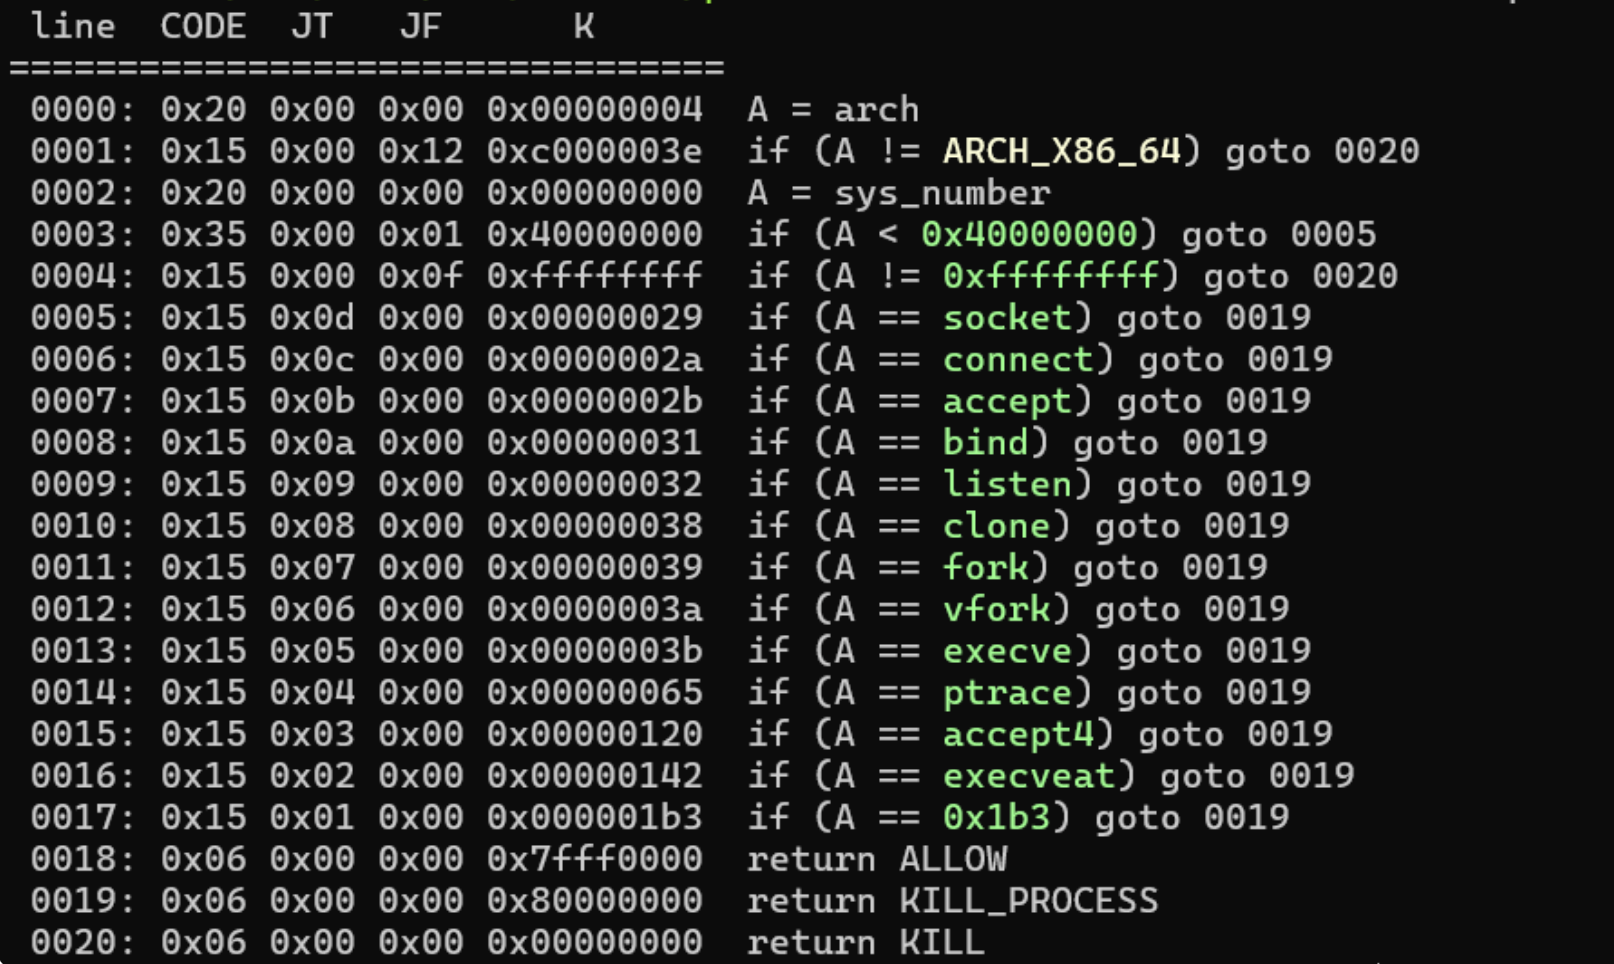 line  CODE  JT   JF      K
=================================
0000: 0x20 0x00 0x00 0x00000004  A = arch
0001: 0x15 0x00 0x12 0xc000003e  if (A != ARCH_X86_64) goto 0020
0002: 0x20 0x00 0x00 0x00000000  A = sys_number
0003: 0x35 0x00 0x01 0x40000000  if (A < 0x40000000) goto 0005
0004: 0x15 0x00 0x0f 0xffffffff  if (A != 0xffffffff) goto 0020
0005: 0x15 0x0d 0x00 0x00000029  if (A == socket) goto 0019
0006: 0x15 0x0c 0x00 0x0000002a  if (A == connect) goto 0019
0007: 0x15 0x0b 0x00 0x0000002b  if (A == accept) goto 0019
0008: 0x15 0x0a 0x00 0x00000031  if (A == bind) goto 0019
0009: 0x15 0x09 0x00 0x00000032  if (A == listen) goto 0019
0010: 0x15 0x08 0x00 0x00000038  if (A == clone) goto 0019
0011: 0x15 0x07 0x00 0x00000039  if (A == fork) goto 0019
0012: 0x15 0x06 0x00 0x0000003a  if (A == vfork) goto 0019
0013: 0x15 0x05 0x00 0x0000003b  if (A == execve) goto 0019
0014: 0x15 0x04 0x00 0x00000065  if (A == ptrace) goto 0019
0015: 0x15 0x03 0x00 0x00000120  if (A == accept4) goto 0019
0016: 0x15 0x02 0x00 0x00000142  if (A == execveat) goto 0019
0017: 0x15 0x01 0x00 0x000001b3  if (A == 0x1b3) goto 0019
0018: 0x06 0x00 0x00 0x7fff0000  return ALLOW
0019: 0x06 0x00 0x00 0x80000000  return KILL_PROCESS
0020: 0x06 0x00 0x00 0x00000000  return KILL